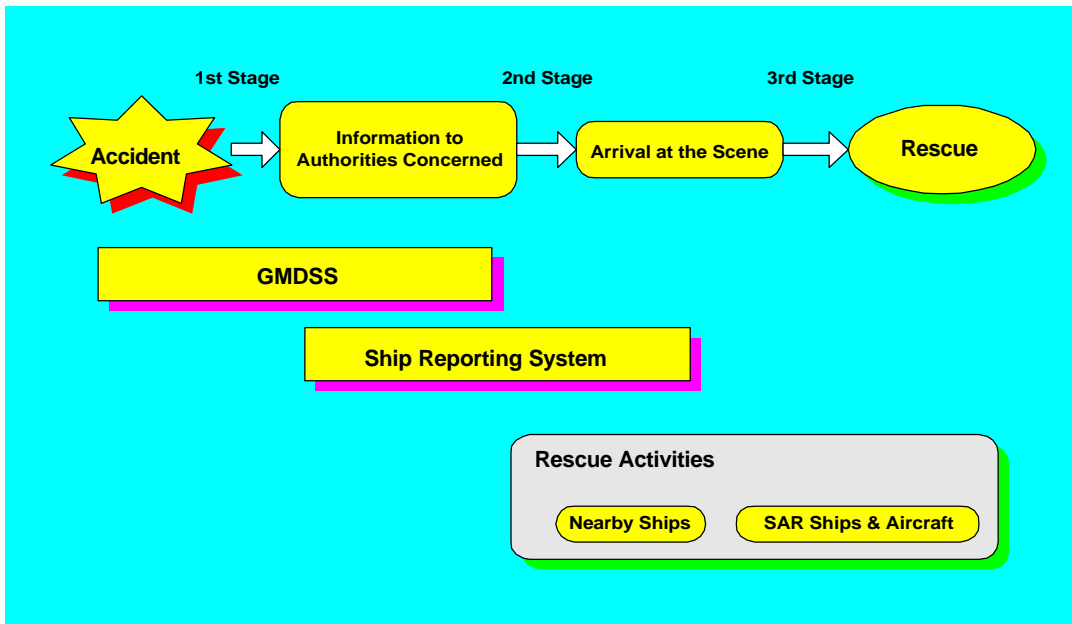 1st Stage
2nd Stage
3rd Stage
Accident
Information to
Authorities Concerned
Arrival at the Scene
Rescue
GMDSS
Ship Reporting System
Rescue Activities
Nearby Ships
SAR Ships & Aircraft